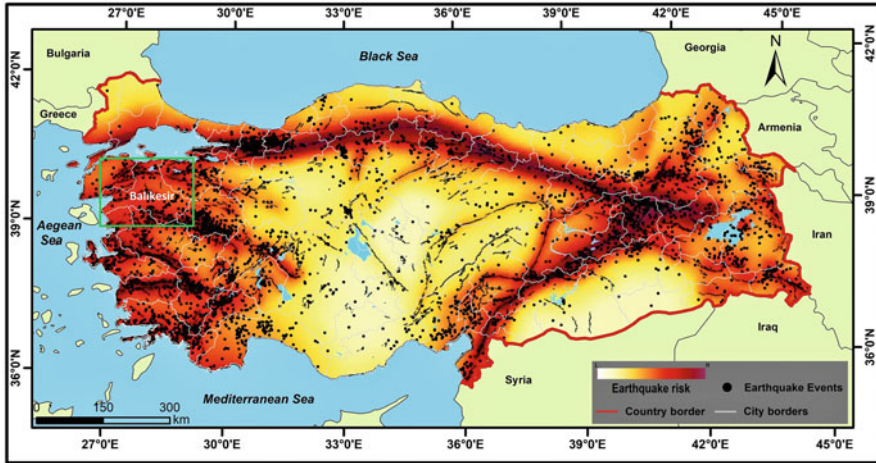 27°0'E 30°0'E 33°0'E 36°0'E 39°0'E 42°0'E 45°0'E
Bulgaria
Georgia
N
Black Sea
42°0'N
42°0'N
Greece
Armenia
Balıkesir
39°0'N
39°0'N
Aegean
Sea
Iran
Iraq
36°0'N
36°0'N
Syria
Earthquake risk
Earthquake Events
Mediterranean Sea
Country border
City borders
0 150 300
km
27°0'E 30°0'E 33°0'E 36°0'E 39°0'E 42°0'E 45°0'E